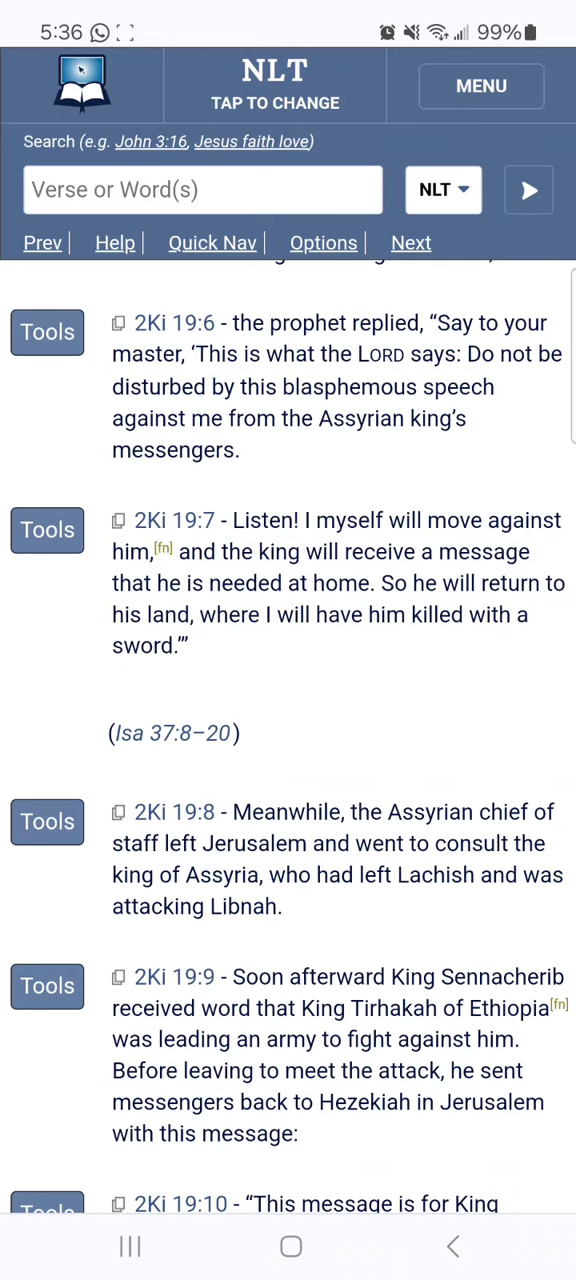 5:36 99%
NLT
TAP TO CHANGE
MENU
Search (e.g. John 3:16, Jesus faith love)
Verse or Word(s)
NLT
Prev | Help | Quick Nav | Options | Next
Tools
2Ki 19:6 - the prophet replied, “Say to your
master, ‘This is what the LORD says: Do not be
disturbed by this blasphemous speech
against me from the Assyrian king’s
messengers.
Tools
2Ki 19:7 - Listen! I myself will move against
him,[fn] and the king will receive a message
that he is needed at home. So he will return to
his land, where I will have him killed with a
sword.’”
(Isa 37:8–20)
Tools
2Ki 19:8 - Meanwhile, the Assyrian chief of
staff left Jerusalem and went to consult the
king of Assyria, who had left Lachish and was
attacking Libnah.
Tools
2Ki 19:9 - Soon afterward King Sennacherib
received word that King Tirhakah of Ethiopia[fn]
was leading an army to fight against him.
Before leaving to meet the attack, he sent
messengers back to Hezekiah in Jerusalem
with this message:
Tools
2Ki 19:10 - “This message is for King